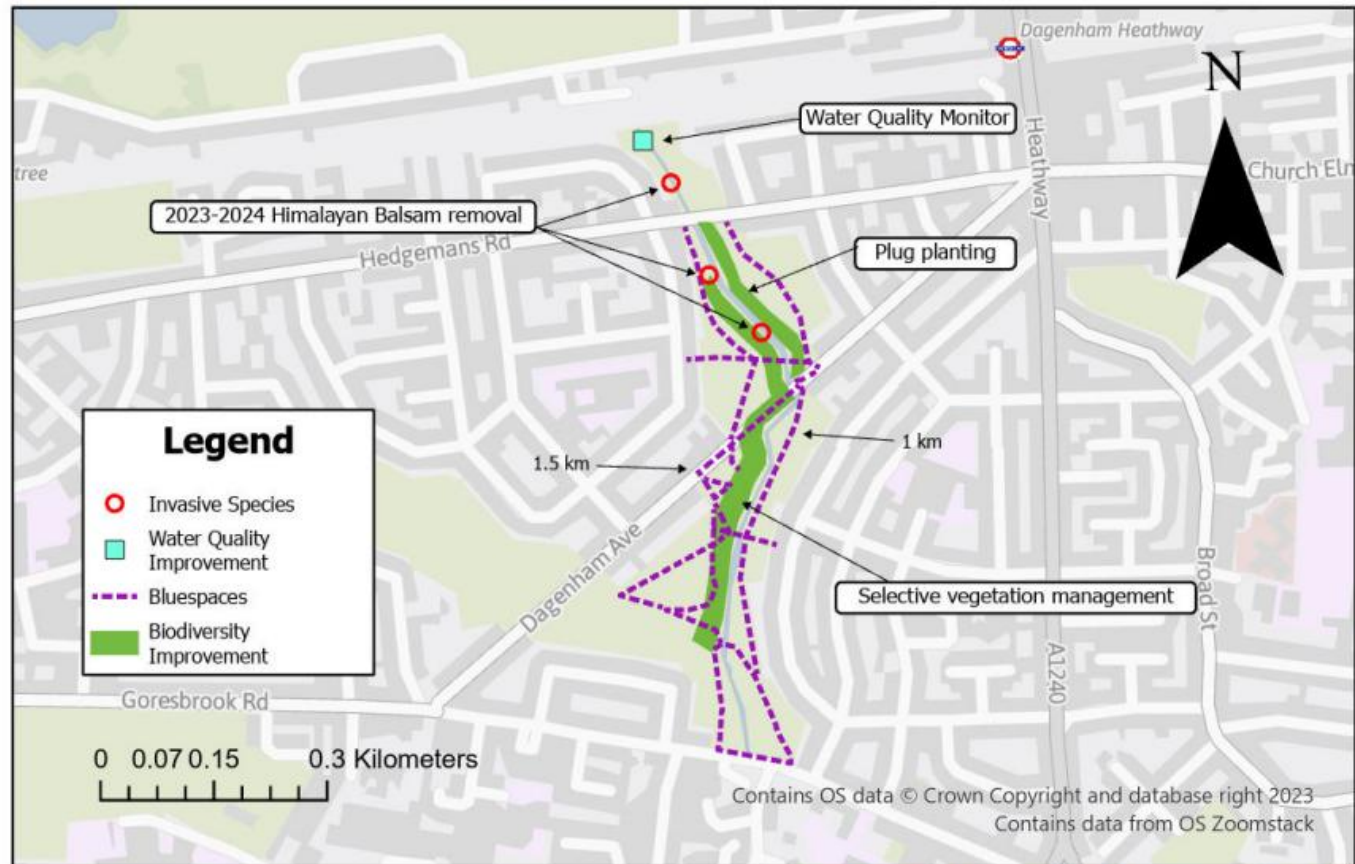 Dagenham Heathway
N
Water Quality Monitor
Heathway
Church Elm
tree
2023-2024 Himalayan Balsam removal
Hedgemans Rd
Plug planting
Legend
Invasive Species
Water Quality
Improvement
Bluespaces
Biodiversity
Improvement
1.5 km
1 km
Dagenham Ave
Selective vegetation management
Broad St
A1240
Goresbrook Rd
0 0.07 0.15 0.3 Kilometers
Contains OS data © Crown Copyright and database right 2023
Contains data from OS Zoomstack